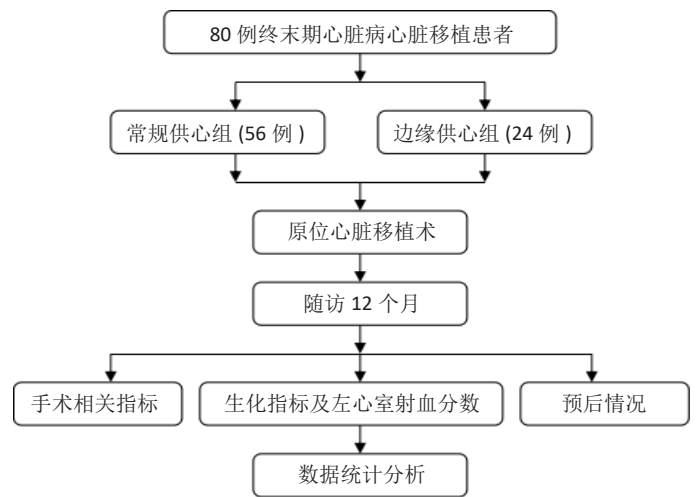 80 例终末期心脏病心脏移植患者
常规供心组 (56 例 )
边缘供心组 (24 例 )
原位心脏移植术
随访 12 个月
手术相关指标
生化指标及左心室射血分数
预后情况
数据统计分析